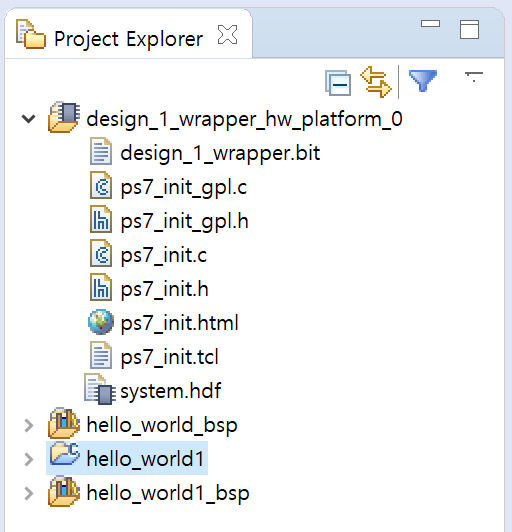 Project Explorer
design_1_wrapper_hw_platform_0
design_1_wrapper.bit
ps7_init_gpl.c
ps7_init_gpl.h
ps7_init.c
ps7_init.h
ps7_init.html
ps7_init.tcl
system.hdf
hello_world_bsp
hello_world1
hello_world1_bsp